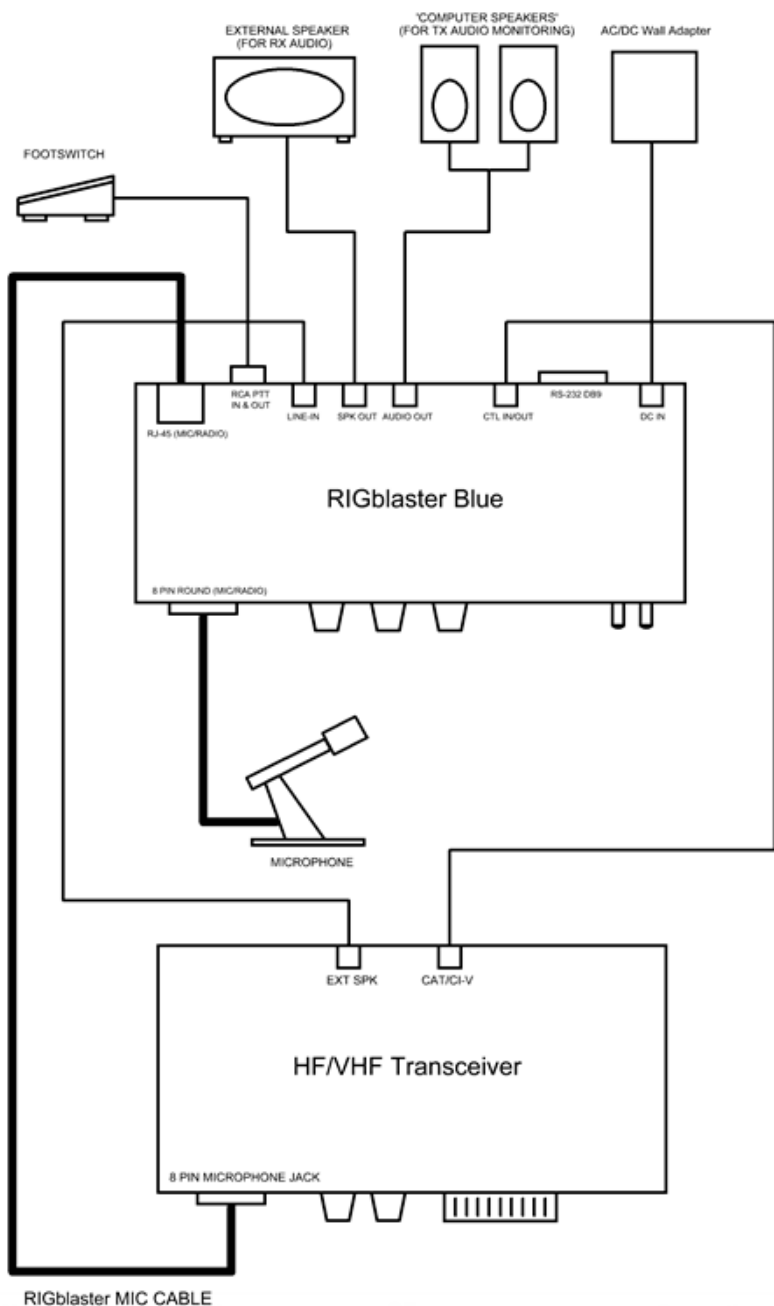 EXTERNAL SPEAKER
(FOR RX AUDIO)
'COMPUTER SPEAKERS'
(FOR TX AUDIO MONITORING)
AC/DC Wall Adapter
FOOTSWITCH
RJ-45 (MIC/RADIO)
RCA PTT
IN & OUT
LINE-IN
SPK OUT
AUDIO OUT
CTL IN/OUT
RS-232 DB9
DC IN
RIGblaster Blue
8 PIN ROUND (MIC/RADIO)
MICROPHONE
EXT SPK
CAT/CI-V
HF/VHF Transceiver
8 PIN MICROPHONE JACK
RIGblaster MIC CABLE